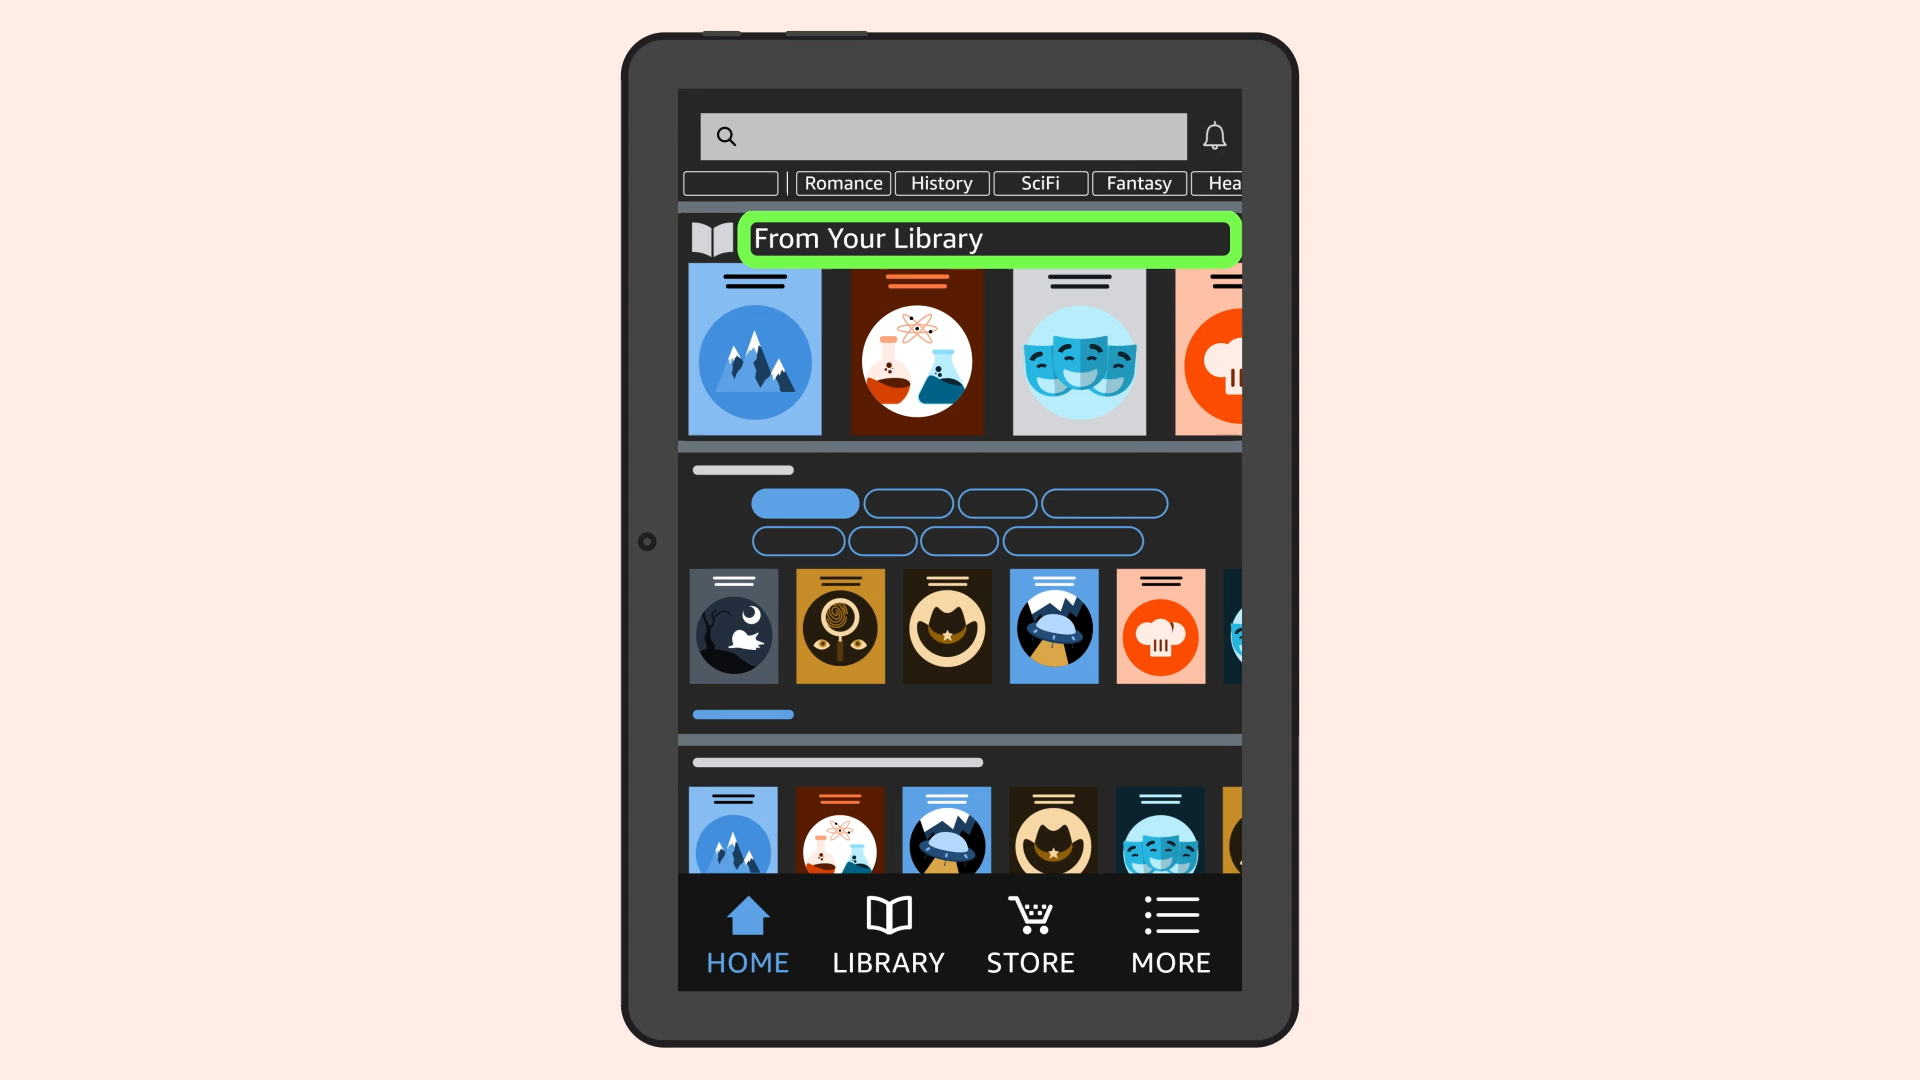 Romance
History
SciFi
Fantasy
Hea
From Your Library
HOME
LIBRARY
STORE
MORE